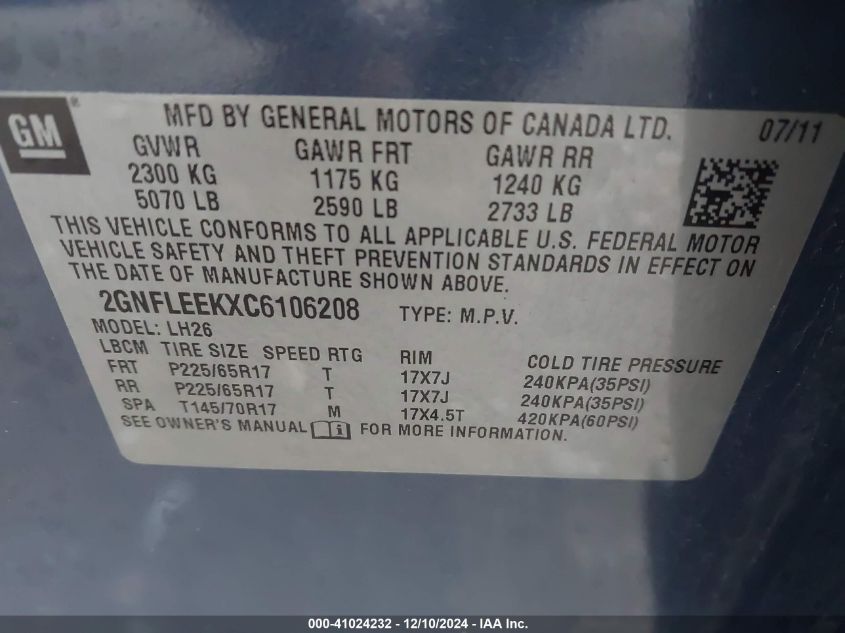 GM®
MFD BY GENERAL MOTORS OF CANADA LTD.
07/11
GVWR GAWR FRT GAWR RR
2300 KG 1175 KG 1240 KG
5070 LB 2590 LB 2733 LB
THIS VEHICLE CONFORMS TO ALL APPLICABLE U.S. FEDERAL MOTOR
VEHICLE SAFETY AND THEFT PREVENTION STANDARDS IN EFFECT ON
THE DATE OF MANUFACTURE SHOWN ABOVE.
2GNFLEEKXC6106208 TYPE: M.P.V.
MODEL: LH26
LBCM TIRE SIZE SPEED RTG RIM COLD TIRE PRESSURE
FRT P225/65R17 T 17X7J 240KPA(35PSI)
RR P225/65R17 T 17X7J 240KPA(35PSI)
SPA T145/70R17 M 17X4.5T 420KPA(60PSI)
SEE OWNER'S MANUAL i FOR MORE INFORMATION.
000-41024232 - 12/10/2024 - IAA Inc.